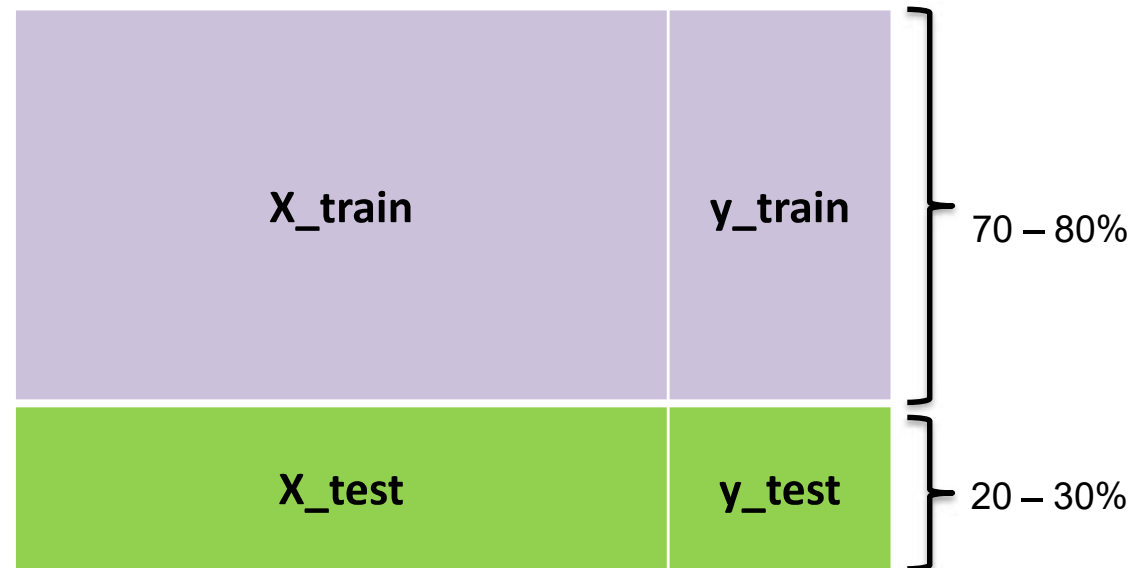 X_train
y_train
70 – 80%
X_test
y_test
20 – 30%